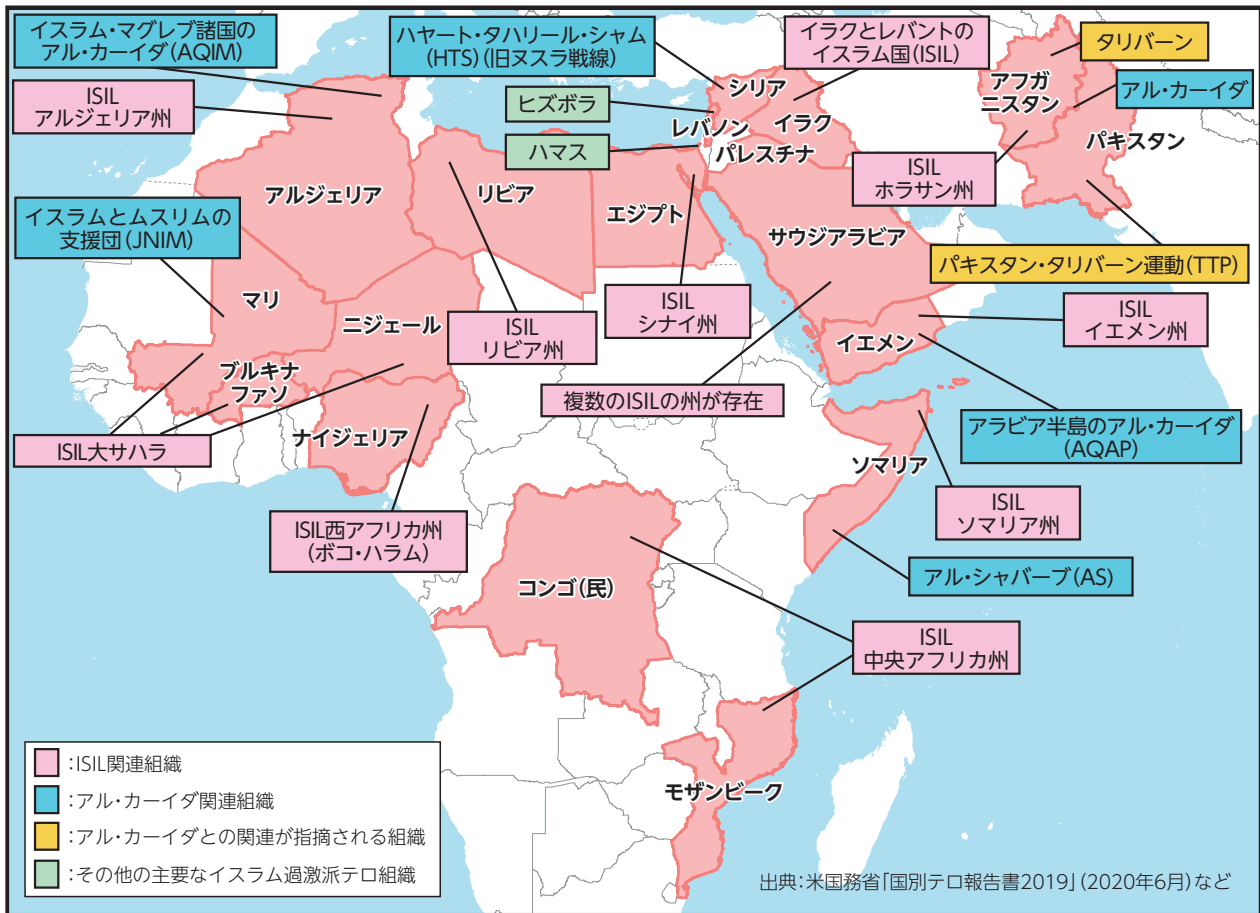 イスラム・マグレブ諸国の
アル・カーイダ(AQIM)
ハヤート・タハリール・シャム
(HTS)(旧ヌスラ戦線)
イラクとレバントの
イスラム国(ISIL)
タリバーン
アル・カーイダ
ISIL
アルジェリア州
ヒズボラ
ハマス
シリア
レバノン
イラク
パレスチナ
アフガ
ニスタン
パキスタン
ISIL
ホラサン州
アルジェリア
リビア
エジプト
サウジアラビア
イスラムとムスリムの
支援団(JNIM)
パキスタン・タリバーン運動(TTP)
マリ
ニジェール
ISIL
リビア州
ISIL
シナイ州
ISIL
イエメン州
イエメン
ブルキナ
ファソ
複数のISILの州が存在
ISIL大サハラ
ナイジェリア
アラビア半島のアル・カーイダ
(AQAP)
ソマリア
ISIL西アフリカ州
(ボコ・ハラム)
ISIL
ソマリア州
コンゴ(民)
アル・シャバーブ(AS)
ISIL
中央アフリカ州
モザンビーク
:ISIL関連組織
:アル・カーイダ関連組織
:アル・カーイダとの関連が指摘される組織
:その他の主要なイスラム過激派テロ組織
出典:米国務省「国別テロ報告書2019」(2020年6月)など